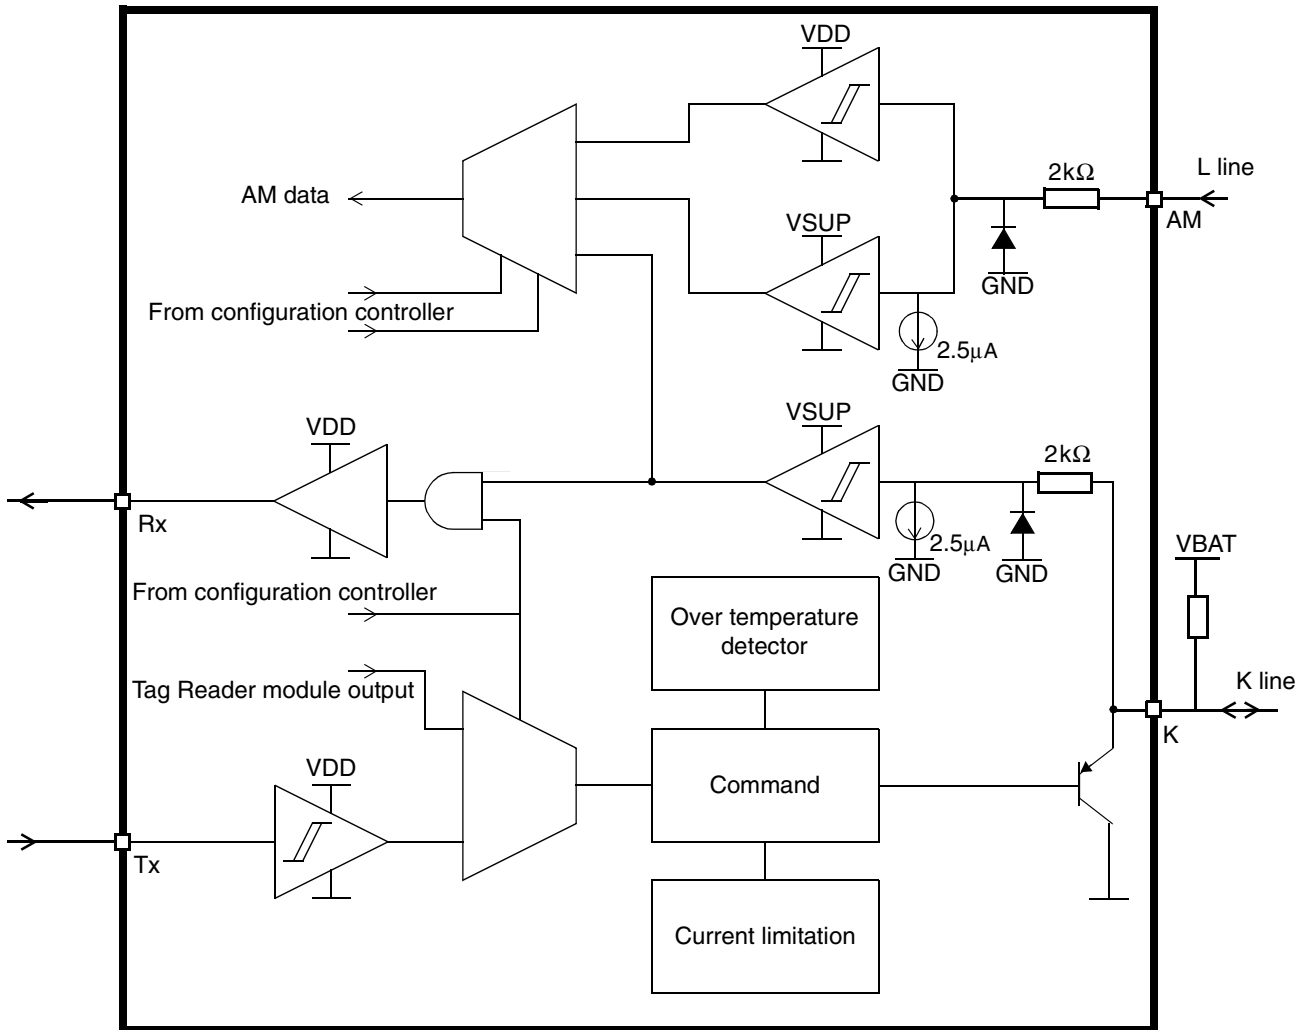 VDD
L line
2kΩ
AM data
AM
VSUP
GND
From configuration controller
2.5µA
GND
VSUP
VDD
2kΩ
Rx
2.5µA
VBAT
GND
GND
From configuration controller
Over temperature
detector
Tag Reader module output
K line
K
VDD
Command
Tx
Current limitation